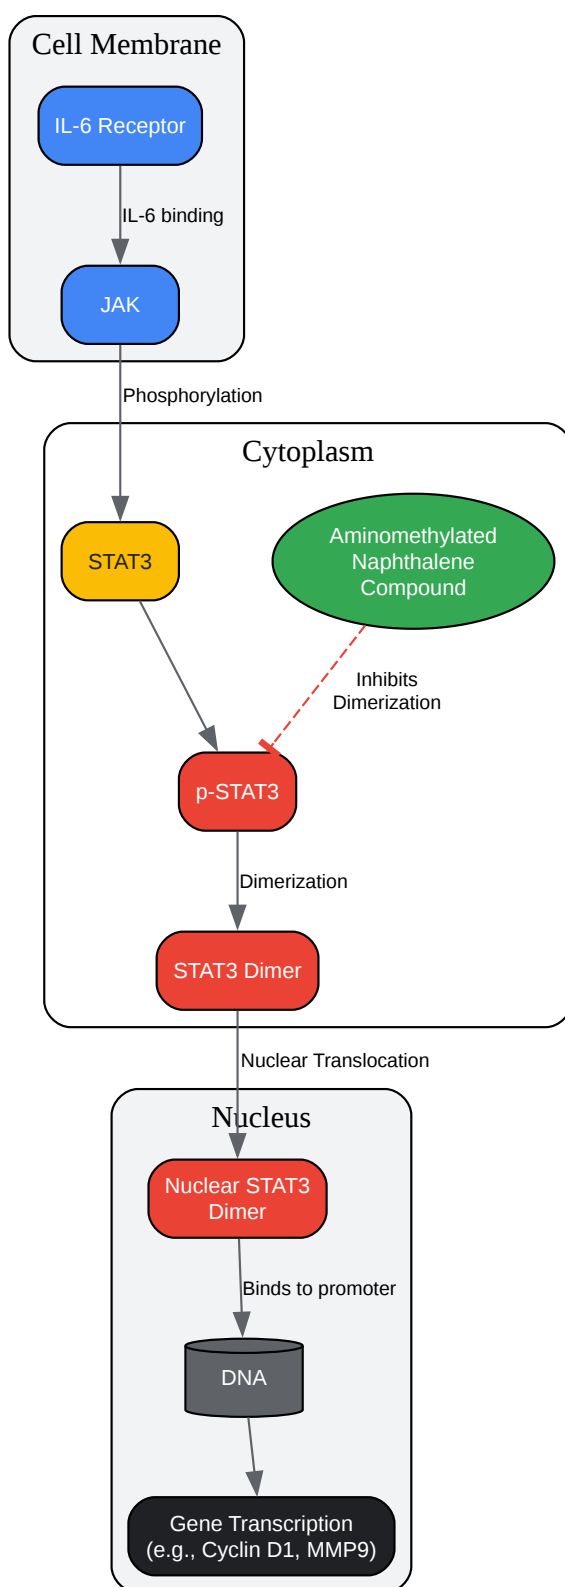 Cell Membrane
IL-6 Receptor
IL-6 binding
JAK
Phosphorylation
Cytoplasm
STAT3
Aminomethylated
Naphthalene
Compound
Inhibits
Dimerization
p-STAT3
Dimerization
STAT3 Dimer
Nuclear Translocation
Nucleus
Nuclear STAT3
Dimer
Binds to promoter
DNA
Gene Transcription
(e.g., Cyclin D1, MMP9)